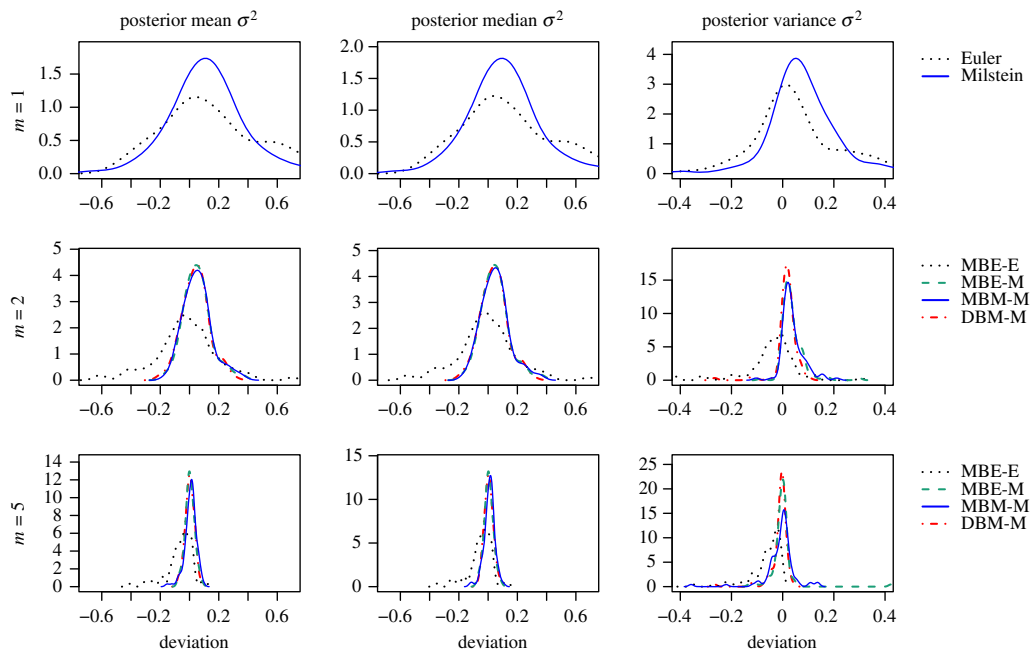 posterior mean σ²
posterior median σ²
posterior variance σ²
m = 1
1.5
1.0
0.5
0.0
−0.6 −0.2 0.2 0.6
2.0
1.5
1.0
0.5
0.0
−0.6 −0.2 0.2 0.6
4
3
2
1
0
−0.4 −0.2 0 0.2 0.4
Euler
Milstein
m = 2
5
4
3
2
1
0
−0.6 −0.2 0.2 0.6
5
4
3
2
1
0
−0.6 −0.2 0.2 0.6
15
10
5
0
−0.4 −0.2 0 0.2 0.4
MBE-E
MBE-M
MBM-M
DBM-M
m = 5
14
12
10
8
6
4
2
0
−0.6 −0.2 0.2 0.6
deviation
15
10
5
0
−0.6 −0.2 0.2 0.6
deviation
25
20
15
10
5
0
−0.4 −0.2 0 0.2 0.4
deviation
MBE-E
MBE-M
MBM-M
DBM-M